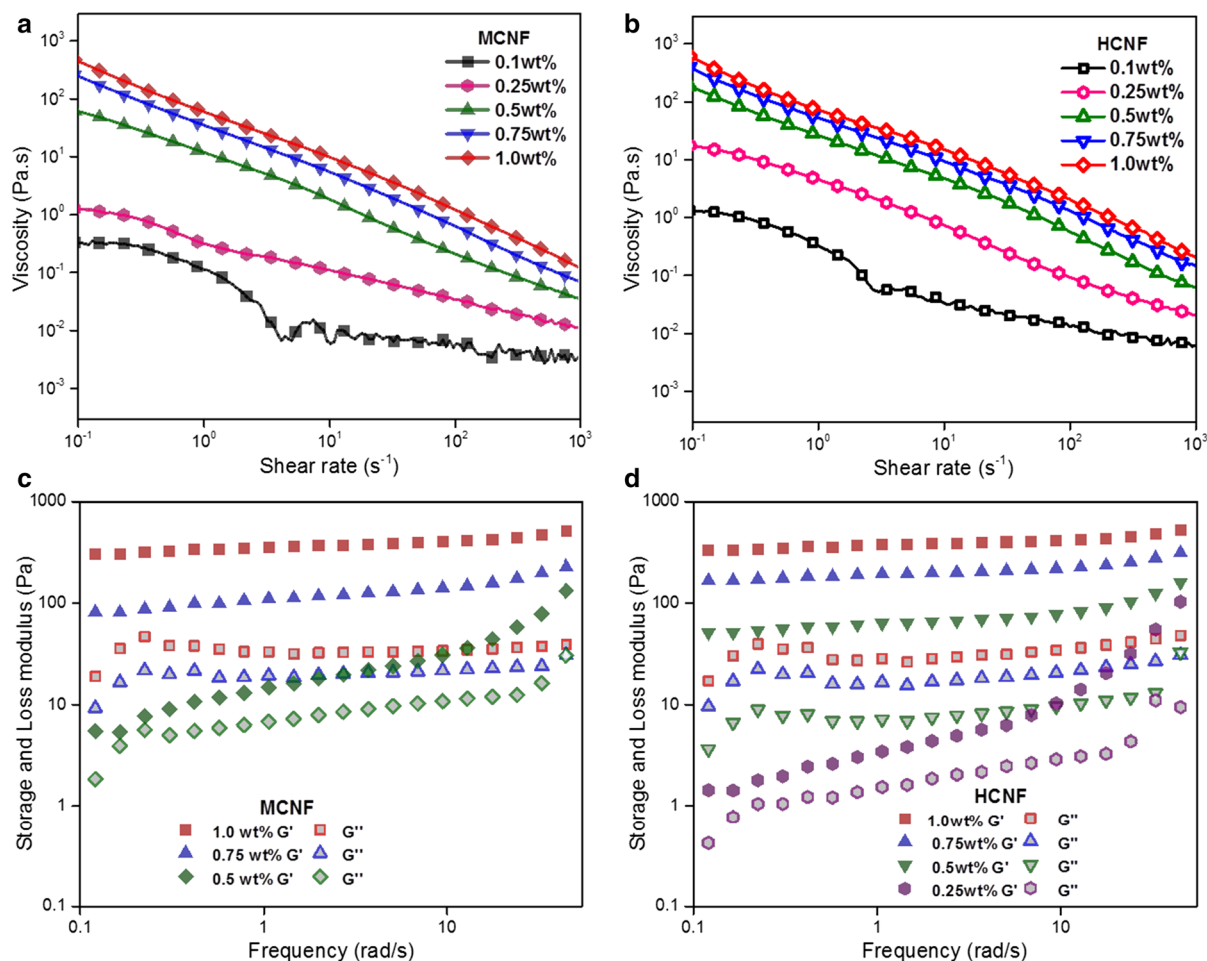 a
MCNF
0.1wt%
0.25wt%
0.5wt%
0.75wt%
1.0wt%
10³
10²
10¹
10⁰
10⁻¹
10⁻²
10⁻³
Viscosity (Pa.s)
10⁻¹ 10⁰ 10¹ 10² 10³
Shear rate (s⁻¹)
b
HCNF
0.1wt%
0.25wt%
0.5wt%
0.75wt%
1.0wt%
10³
10²
10¹
10⁰
10⁻¹
10⁻²
10⁻³
Viscosity (Pa.s)
10⁻¹ 10⁰ 10¹ 10² 10³
Shear rate (s⁻¹)
c
1000
100
10
1
0.1
Storage and Loss modulus (Pa)
MCNF
1.0 wt% G' G''
0.75 wt% G' G''
0.5 wt% G' G''
0.1 1 10
Frequency (rad/s)
d
1000
100
10
1
0.1
Storage and Loss modulus (Pa)
HCNF
1.0wt% G' G''
0.75wt% G' G''
0.5wt% G' G''
0.25wt% G' G''
0.1 1 10
Frequency (rad/s)